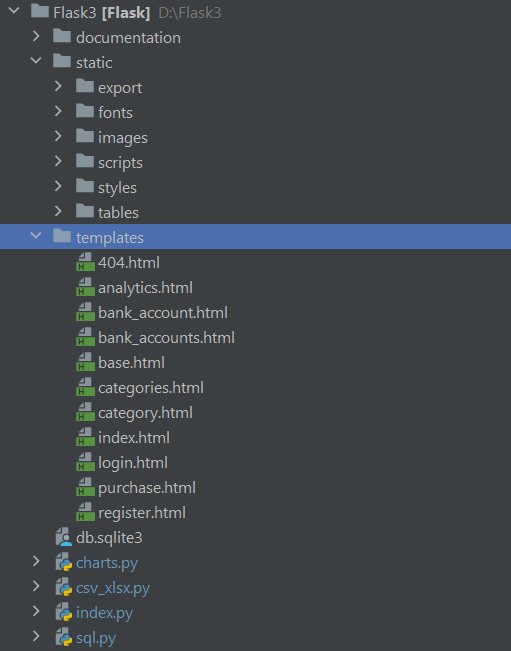 Flask3 [Flask] D:\Flask3
documentation
static
export
fonts
images
scripts
styles
tables
templates
404.html
analytics.html
bank_account.html
bank_accounts.html
base.html
categories.html
category.html
index.html
login.html
purchase.html
register.html
db.sqlite3
charts.py
csv_xlsx.py
index.py
sql.py